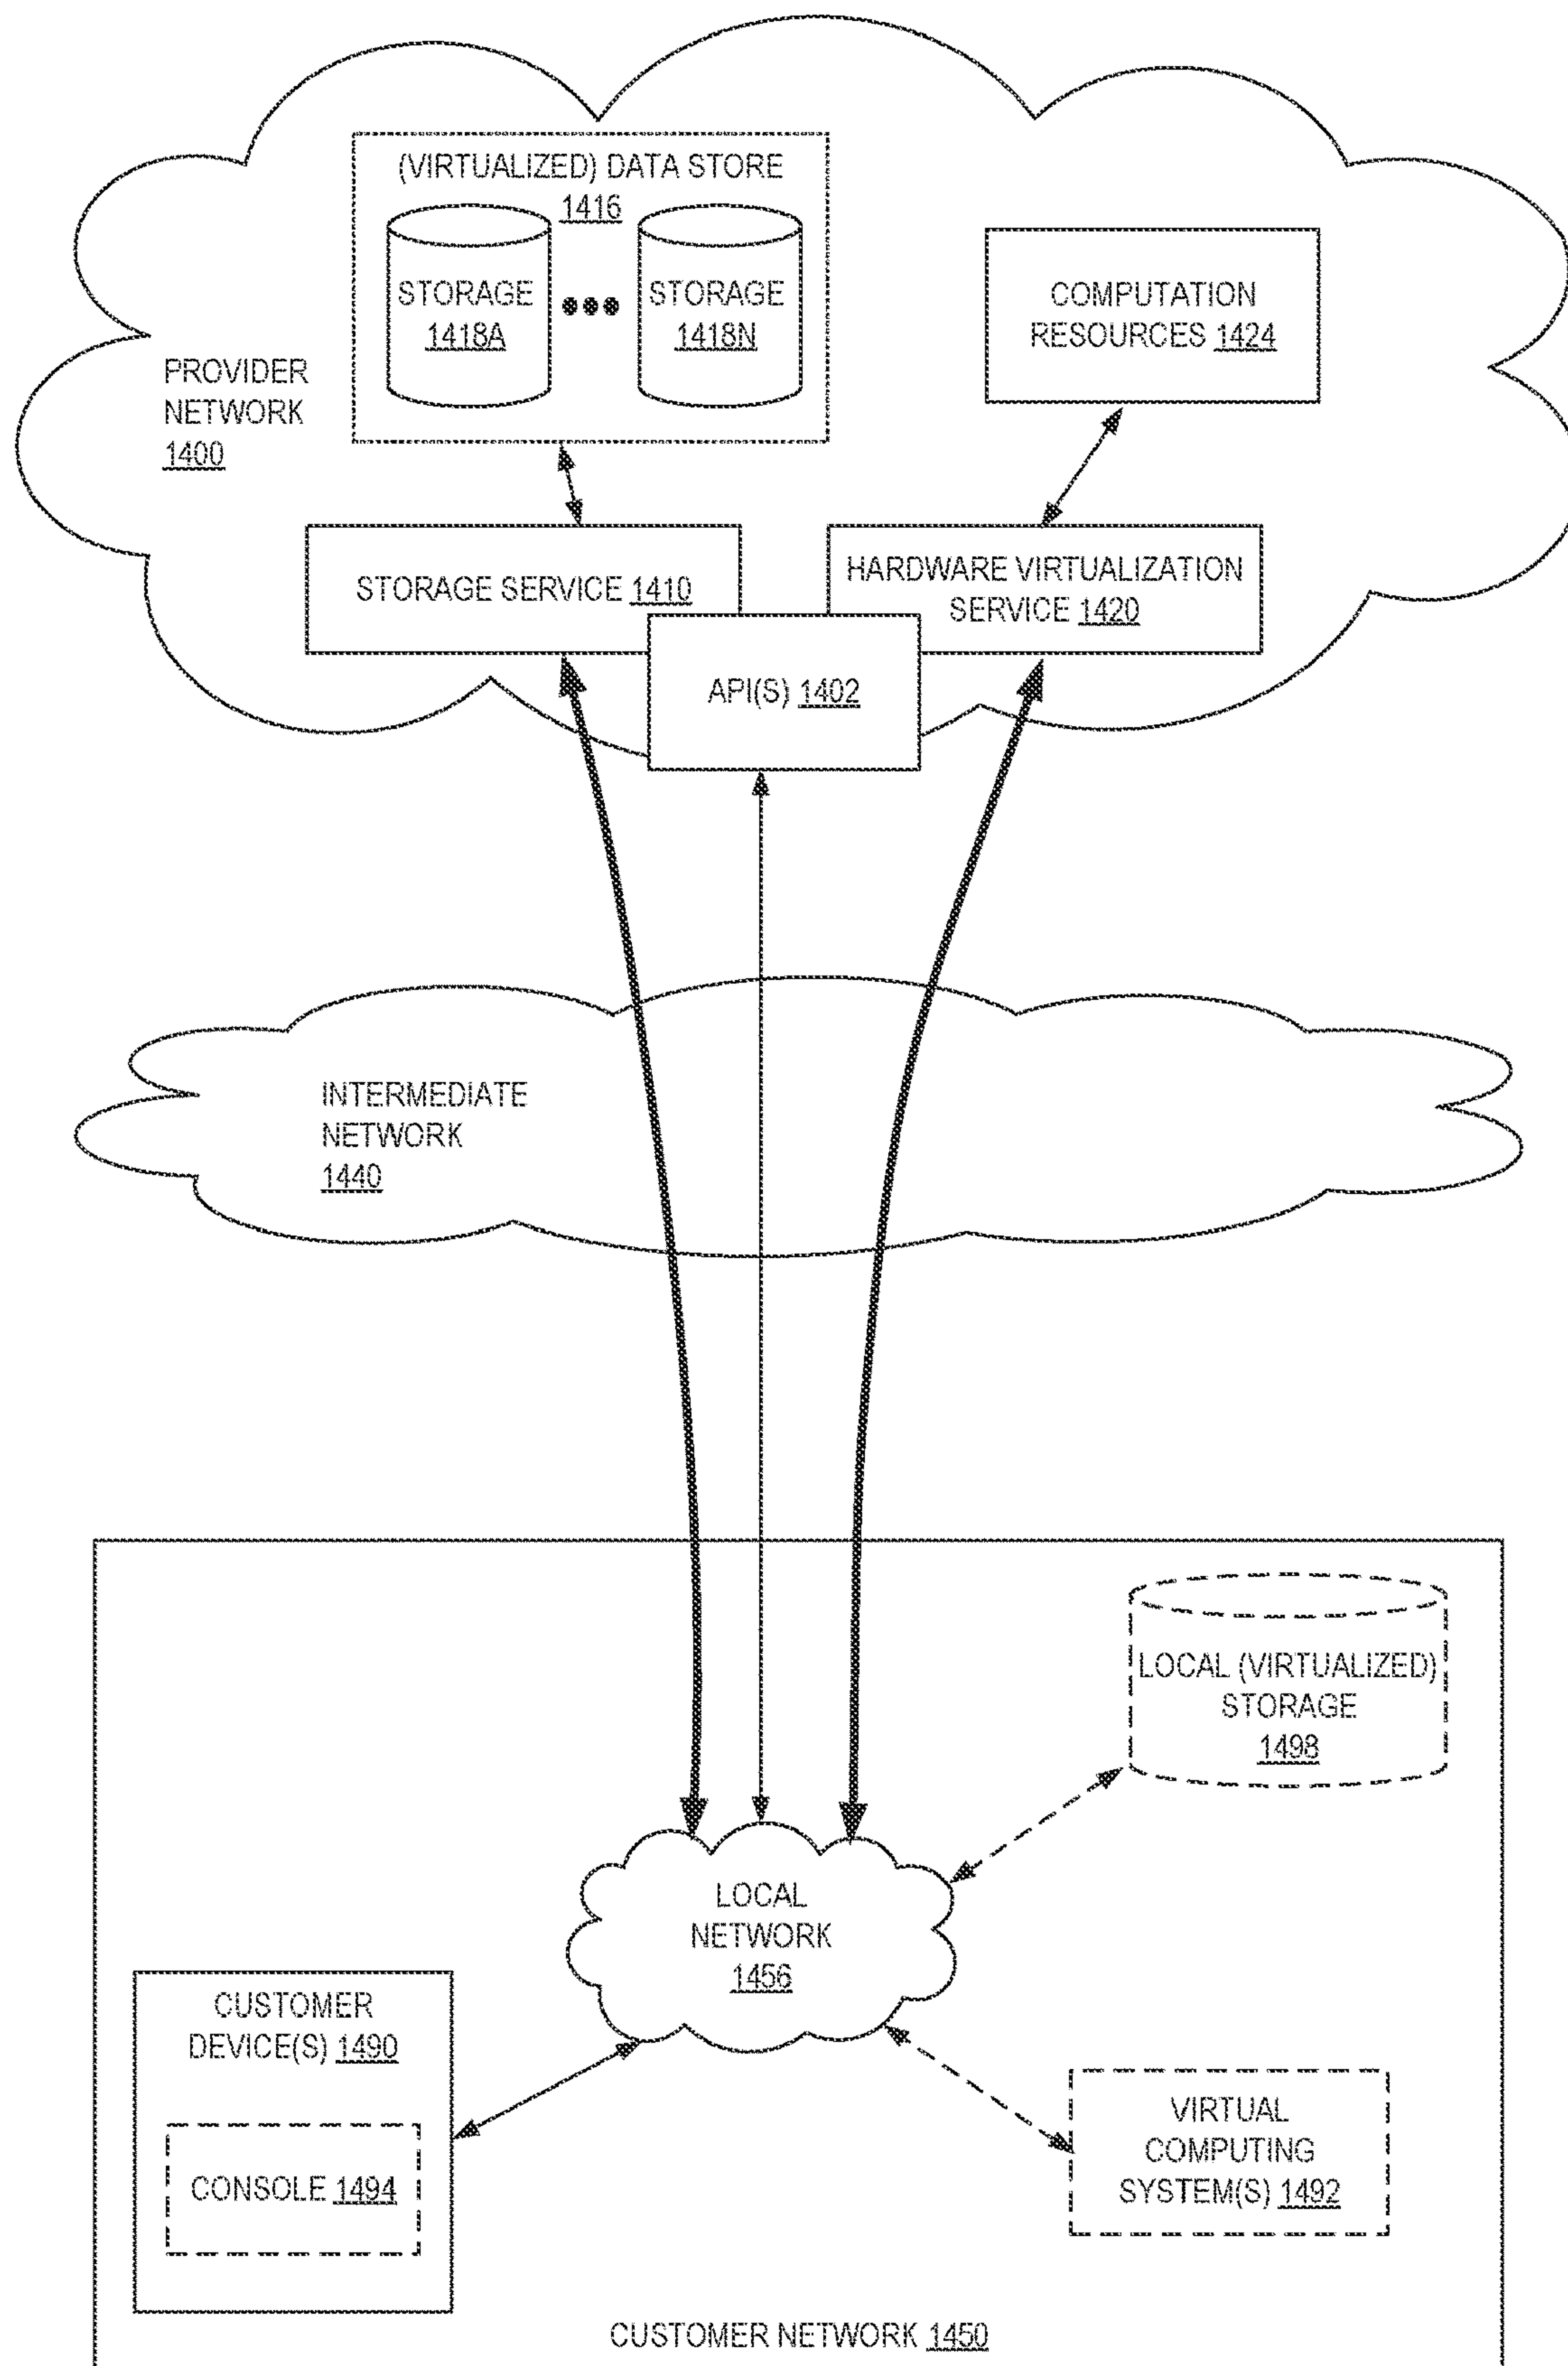 (VIRTUALIZED) DATA STORE
1416
STORAGE
1418A
STORAGE
1418N
COMPUTATION
RESOURCES 1424
PROVIDER
NETWORK
1400
STORAGE SERVICE 1410
HARDWARE VIRTUALIZATION
SERVICE 1420
API(S) 1402
INTERMEDIATE
NETWORK
1440
LOCAL (VIRTUALIZED)
STORAGE
1498
LOCAL
NETWORK
1456
CUSTOMER
DEVICE(S) 1490
CONSOLE 1494
VIRTUAL
COMPUTING
SYSTEM(S) 1492
CUSTOMER NETWORK 1450